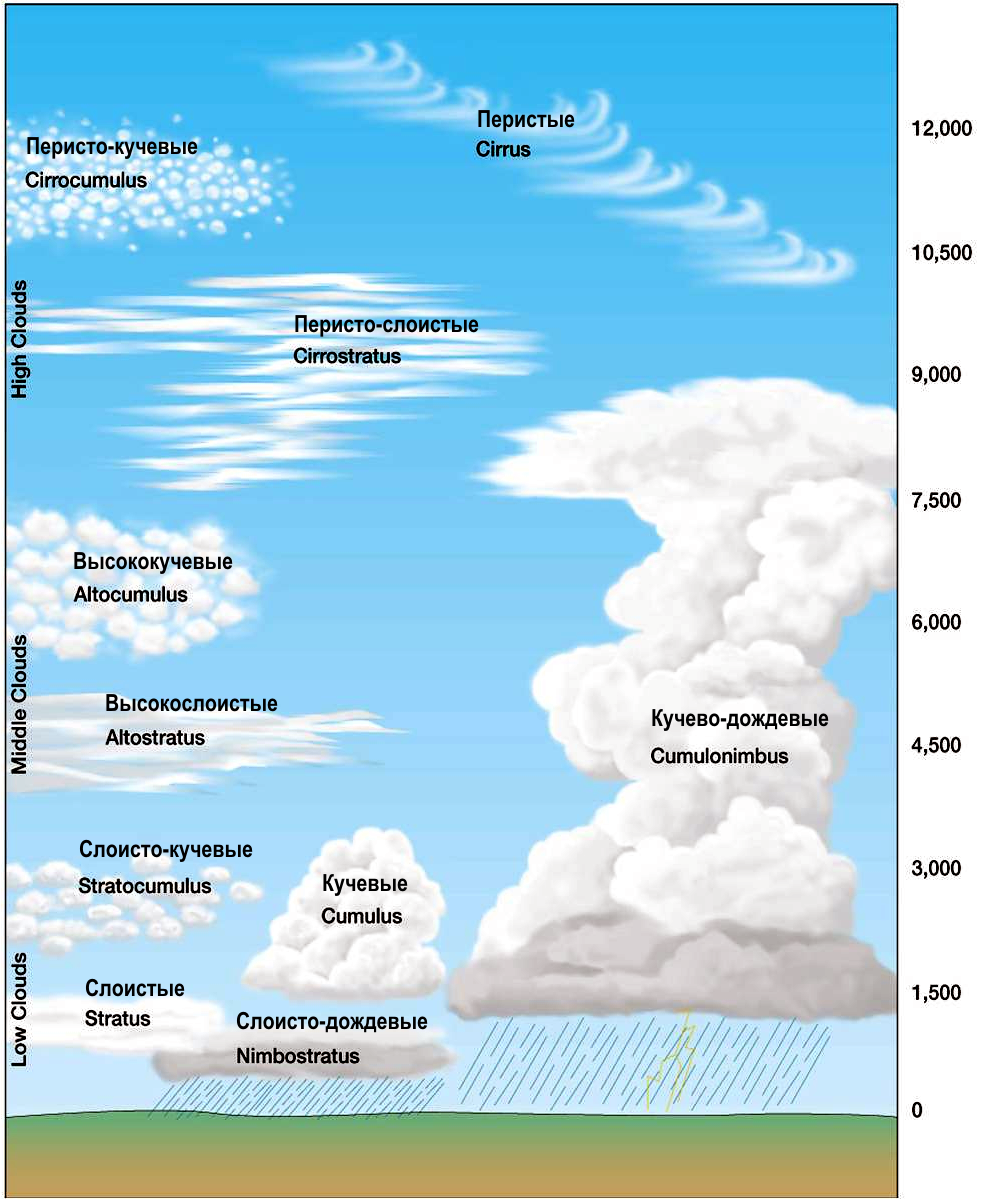 Перистые
Cirrus
12,000
Перисто-кучевые
Cirrocumulus
10,500
High Clouds
Перисто-слоистые
Cirrostratus
9,000
7,500
Высококучевые
Altocumulus
6,000
Middle Clouds
Высокослоистые
Altostratus
Кучево-дождевые
Cumulonimbus
4,500
Слоисто-кучевые
Stratocumulus
Кучевые
Cumulus
3,000
Low Clouds
Слоистые
Stratus
1,500
Слоисто-дождевые
Nimbostratus
0